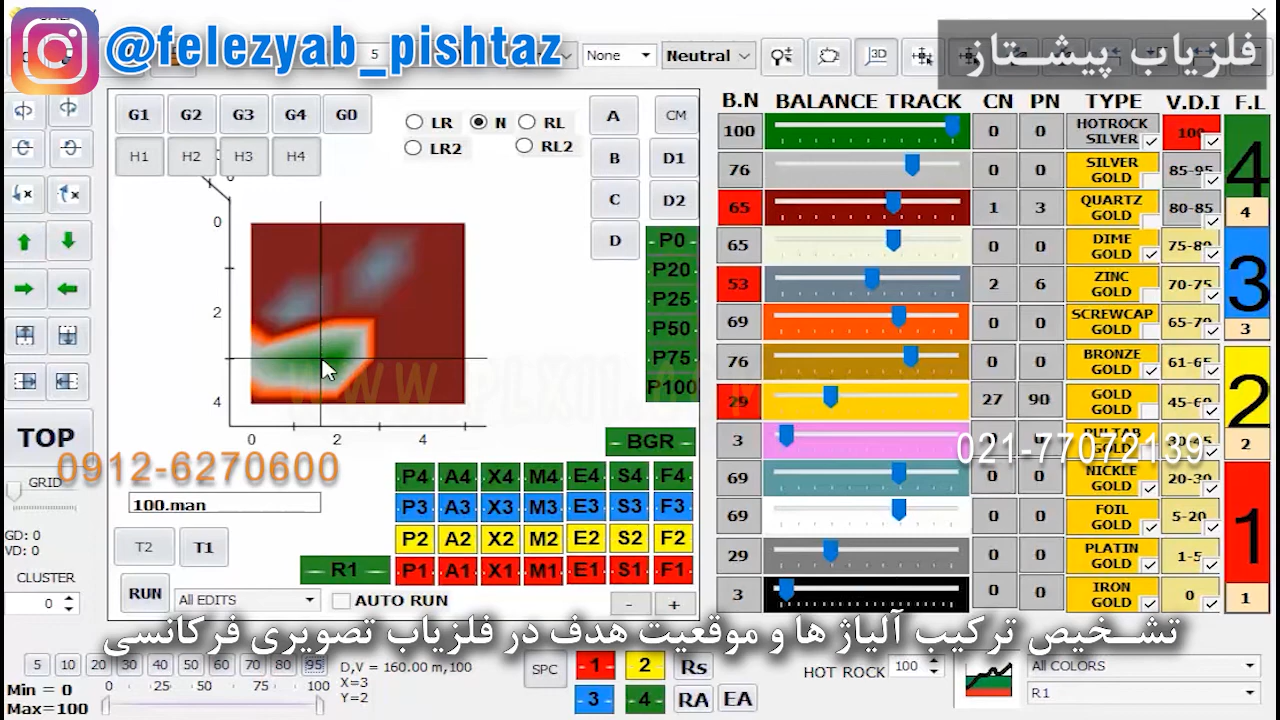 @felezyab_pishtaz
5
None
Neutral
3D
فلزیاب پیشــتاز
G1 G2 G3 G4 G0
H1 H2 H3 H4
LR N RL
LR2 RL2
A CM
B D1
C D2
D
P0
P20
P25
P50
P75
P100
0
2
4
0 2 4
B.N BALANCE TRACK CN PN TYPE V.D.I F.L
100 0 0 HOTROCK SILVER 100
76 0 0 SILVER GOLD 85-95
65 1 3 QUARTZ GOLD 80-85
65 0 0 DIME GOLD 75-80
53 2 6 ZINC GOLD 70-75
69 0 0 SCREWCAP GOLD 65-70
76 0 0 BRONZE GOLD 61-65
29 27 90 GOLD GOLD
3 PULTAB GOLD 30-45
69 0 0 NICKLE GOLD 20-30
69 0 0 FOIL GOLD 5-20
29 0 0 PLATIN GOLD 1-5
3 0 0 IRON GOLD 0
4
4
3
3
2
2
1
1
021-77072139
TOP
0912-6270600
GRID
GD: 0
VD: 0
CLUSTER
0
100.man
T2 T1
RUN
All EDITS
AUTO RUN
BGR
P4 A4 X4 M4 E4 S4 F4
P3 A3 X3 M3 E3 S3 F3
P2 A2 X2 M2 E2 S2 F2
R1 P1 A1 X1 M1 E1 S1 F1
- +
تشــخیص ترکیب آلیاژ ها و موقعیت هدف در فلزیاب تصویری فرکانسی
5 10 20 30 40 50 60 70 80 95
Min = 0
Max=100
0 25 50 75 100
D,V = 160.00 m,100
X=3
Y=2
SPC
1 2 Rs
3 4 RA EA
HOT ROCK 100
All COLORS
R1